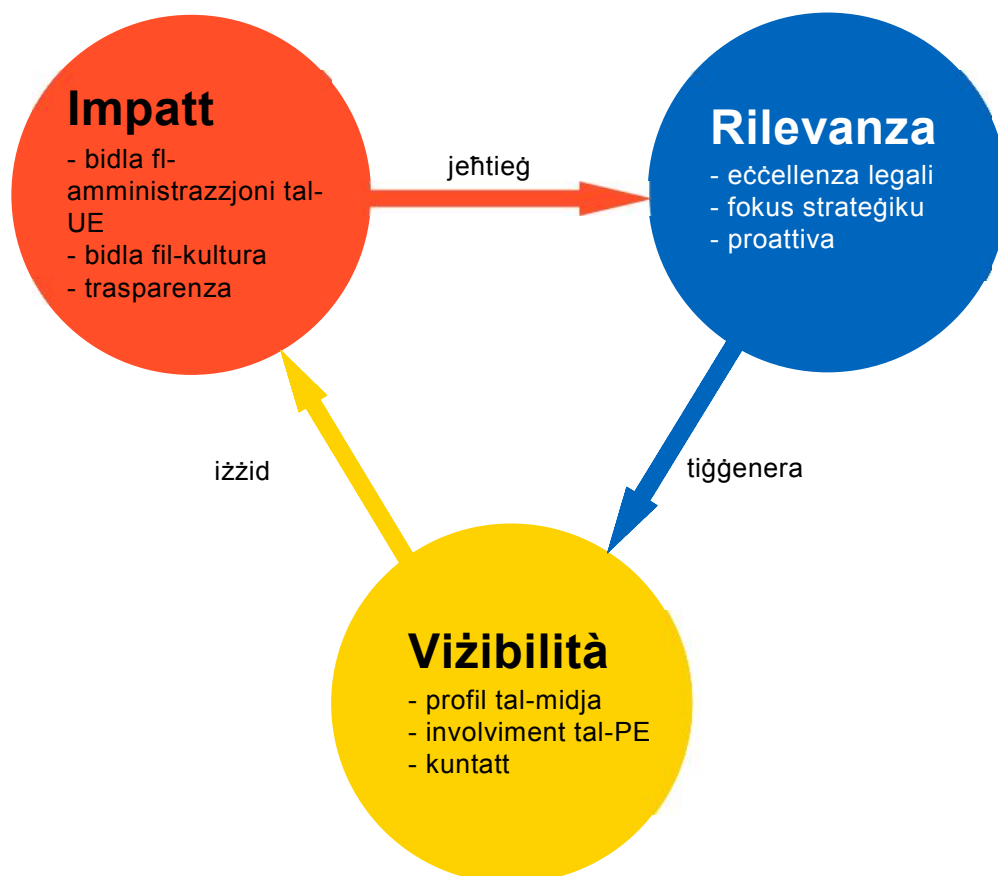 Impatt
- bidla fl-
amministrazzjoni tal-
UE
- bidla fil-kultura
- trasparenza
jeħtieġ
Rilevanza
- eċċellenza legali
- fokus strateġiku
- proattiva
iżżid
tiġġenera
Viżibilità
- profil tal-midja
- involviment tal-PE
- kuntatt